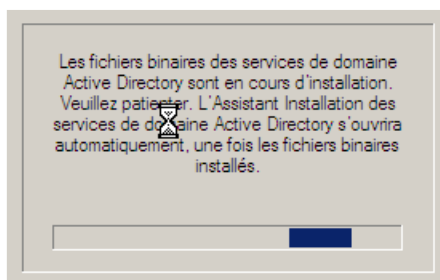 Les fichiers binaires des services de domaine
Active Directory sont en cours d'installation.
Veuillez patienter. L'Assistant Installation des
services de domaine Active Directory s'ouvrira
automatiquement, une fois les fichiers binaires
installés.